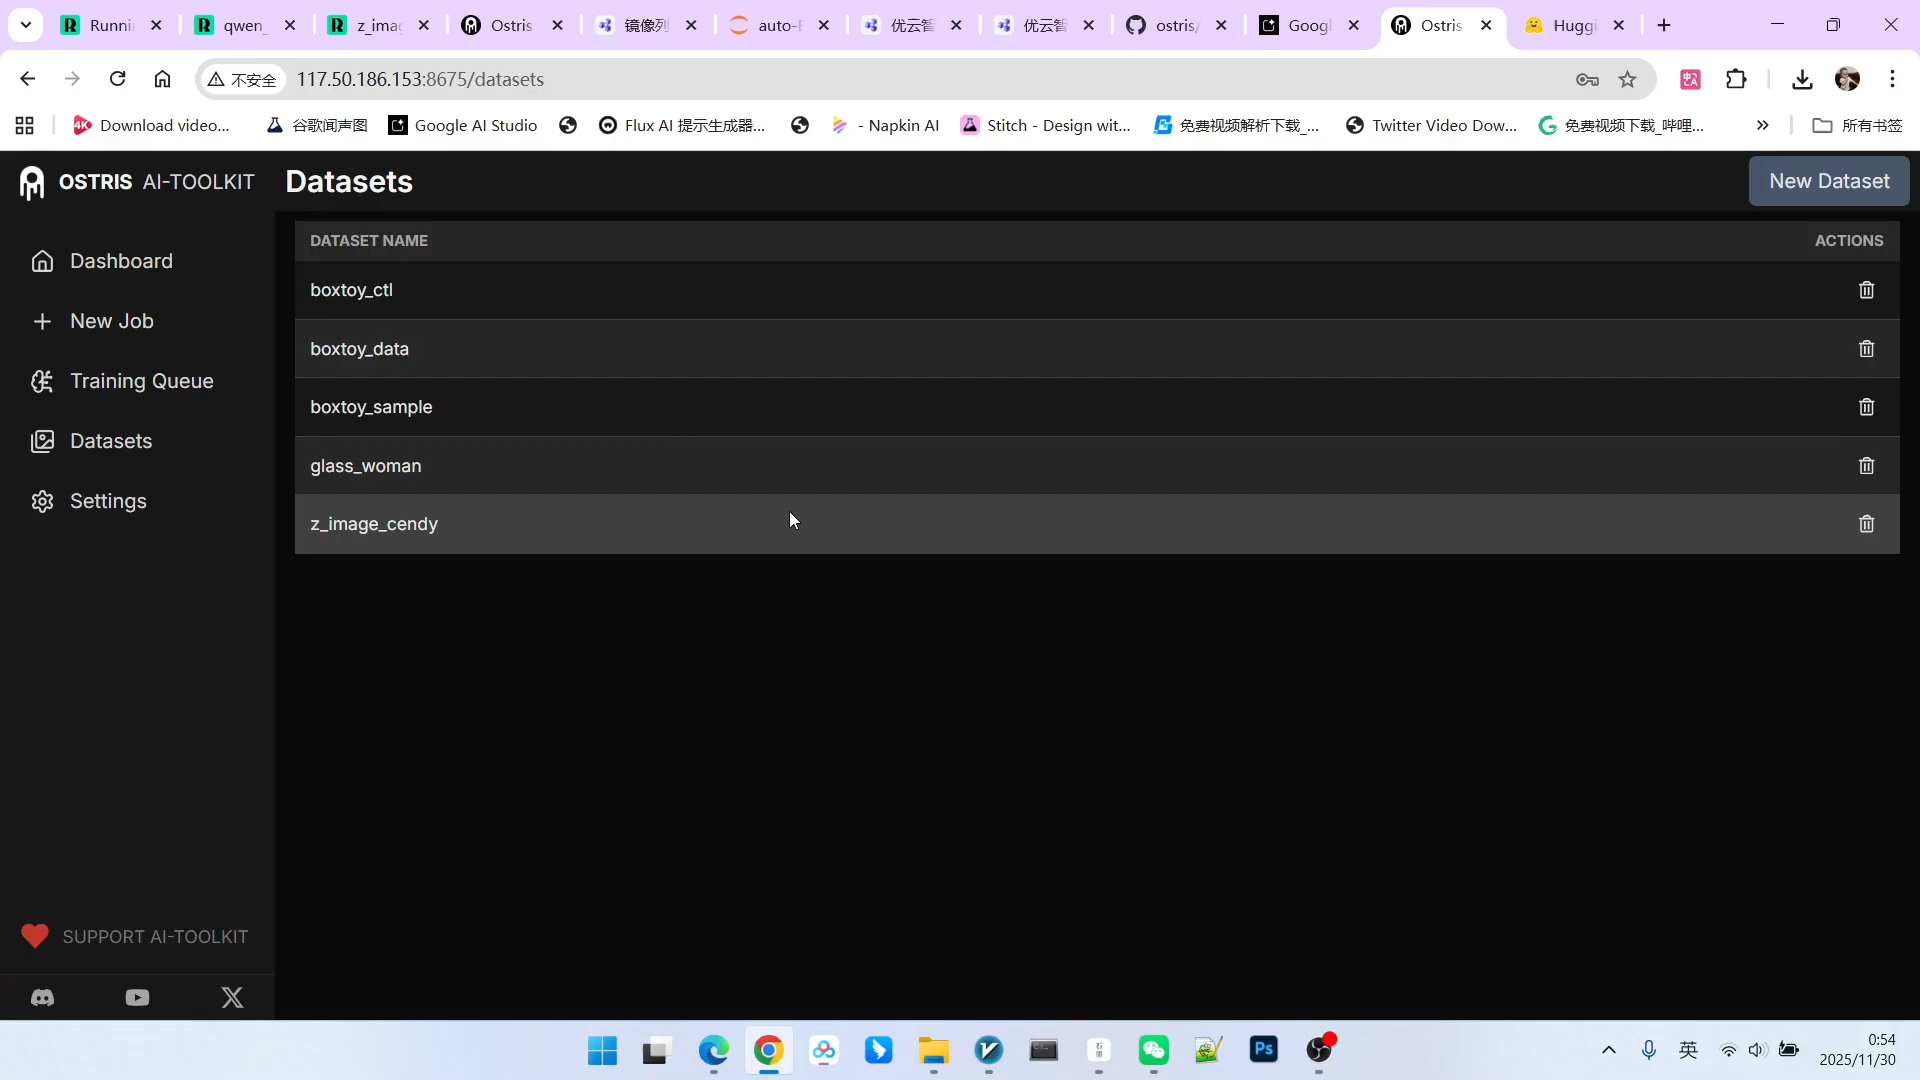 Runni
qwen_
z_imag
Ostris
镜像列
auto-
优云智
优云智
ostris/
Googl
Ostris
Huggi
不安全
117.50.186.153:8675/datasets
4K
Download video...
谷歌闻声图
Google AI Studio
Flux AI 提示生成器...
- Napkin AI
Stitch - Design wit...
免费视频解析下载_...
Twitter Video Dow...
免费视频下载_哔哩...
所有书签
OSTRIS AI-TOOLKIT
Datasets
New Dataset
Dashboard
New Job
Training Queue
Datasets
Settings
DATASET NAME
ACTIONS
boxtoy_ctl
boxtoy_data
boxtoy_sample
glass_woman
z_image_cendy
SUPPORT AI-TOOLKIT
Ps
英
0:54
2025/11/30